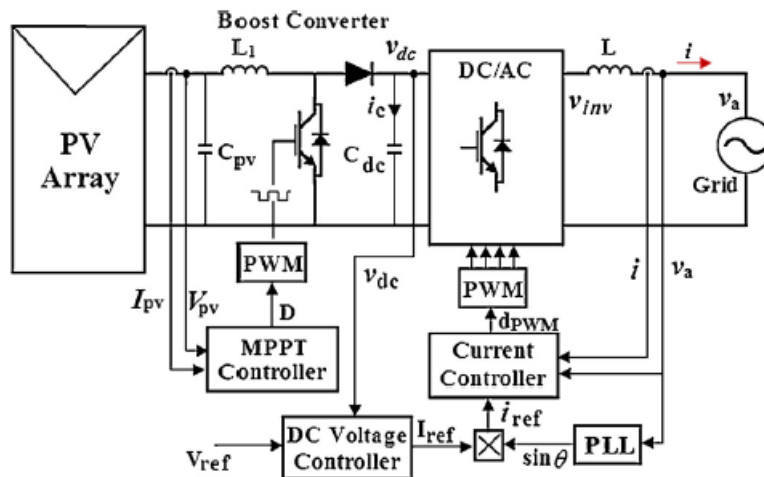 Boost Converter
L1
vdc
DC/AC
L
i
vinv
va
PV
Array
Cpv
ic
Cdc
Grid
PWM
vdc
PWM
i
va
Ipv
Vpv
D
dPWM
MPPT
Controller
Current
Controller
iref
DC Voltage
Controller
Iref
PLL
Vref
sinθ